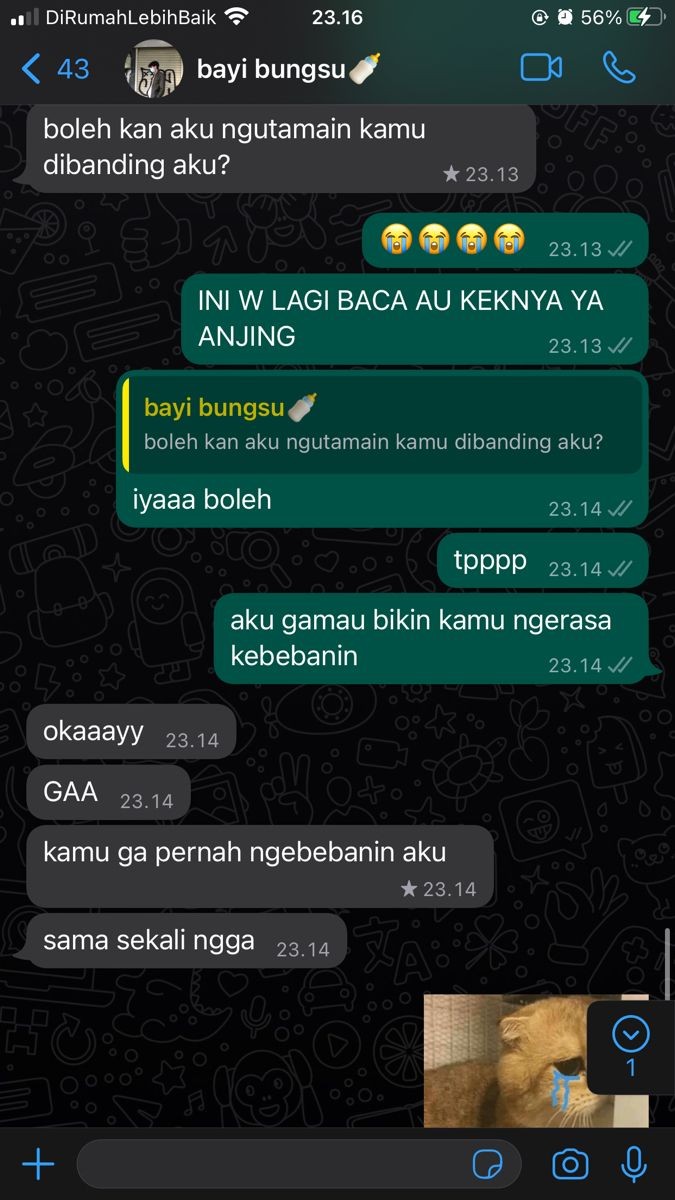 DiRumahLebihBaik 23.16 56%
43 bayi bungsu🍼
boleh kan aku ngutamain kamu
dibanding aku?
★ 23.13
😭😭😭😭 23.13
INI W LAGI BACA AU KEKNYA YA
ANJING
23.13
bayi bungsu🍼
boleh kan aku ngutamain kamu dibanding aku?
iyaaa boleh 23.14
tpppp 23.14
aku gamau bikin kamu ngerasa
kebebanin
23.14
okaaayy 23.14
GAA 23.14
kamu ga pernah ngebebanin aku
★ 23.14
sama sekali ngga 23.14
1